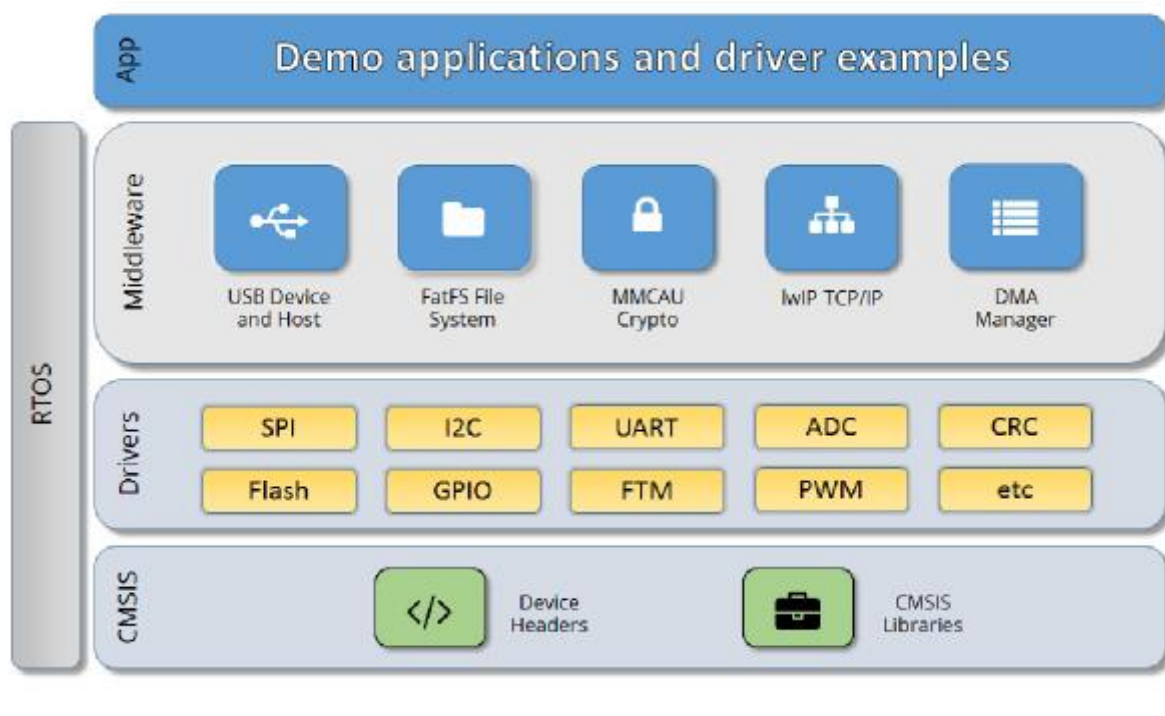 App
Demo applications and driver examples
RTOS
Middleware
USB Device
and Host
FatFS File
System
MMCAU
Crypto
lwIP TCP/IP
DMA
Manager
Drivers
SPI
I2C
UART
ADC
CRC
Flash
GPIO
FTM
PWM
etc
CMSIS
</>
Device
Headers
CMSIS
Libraries